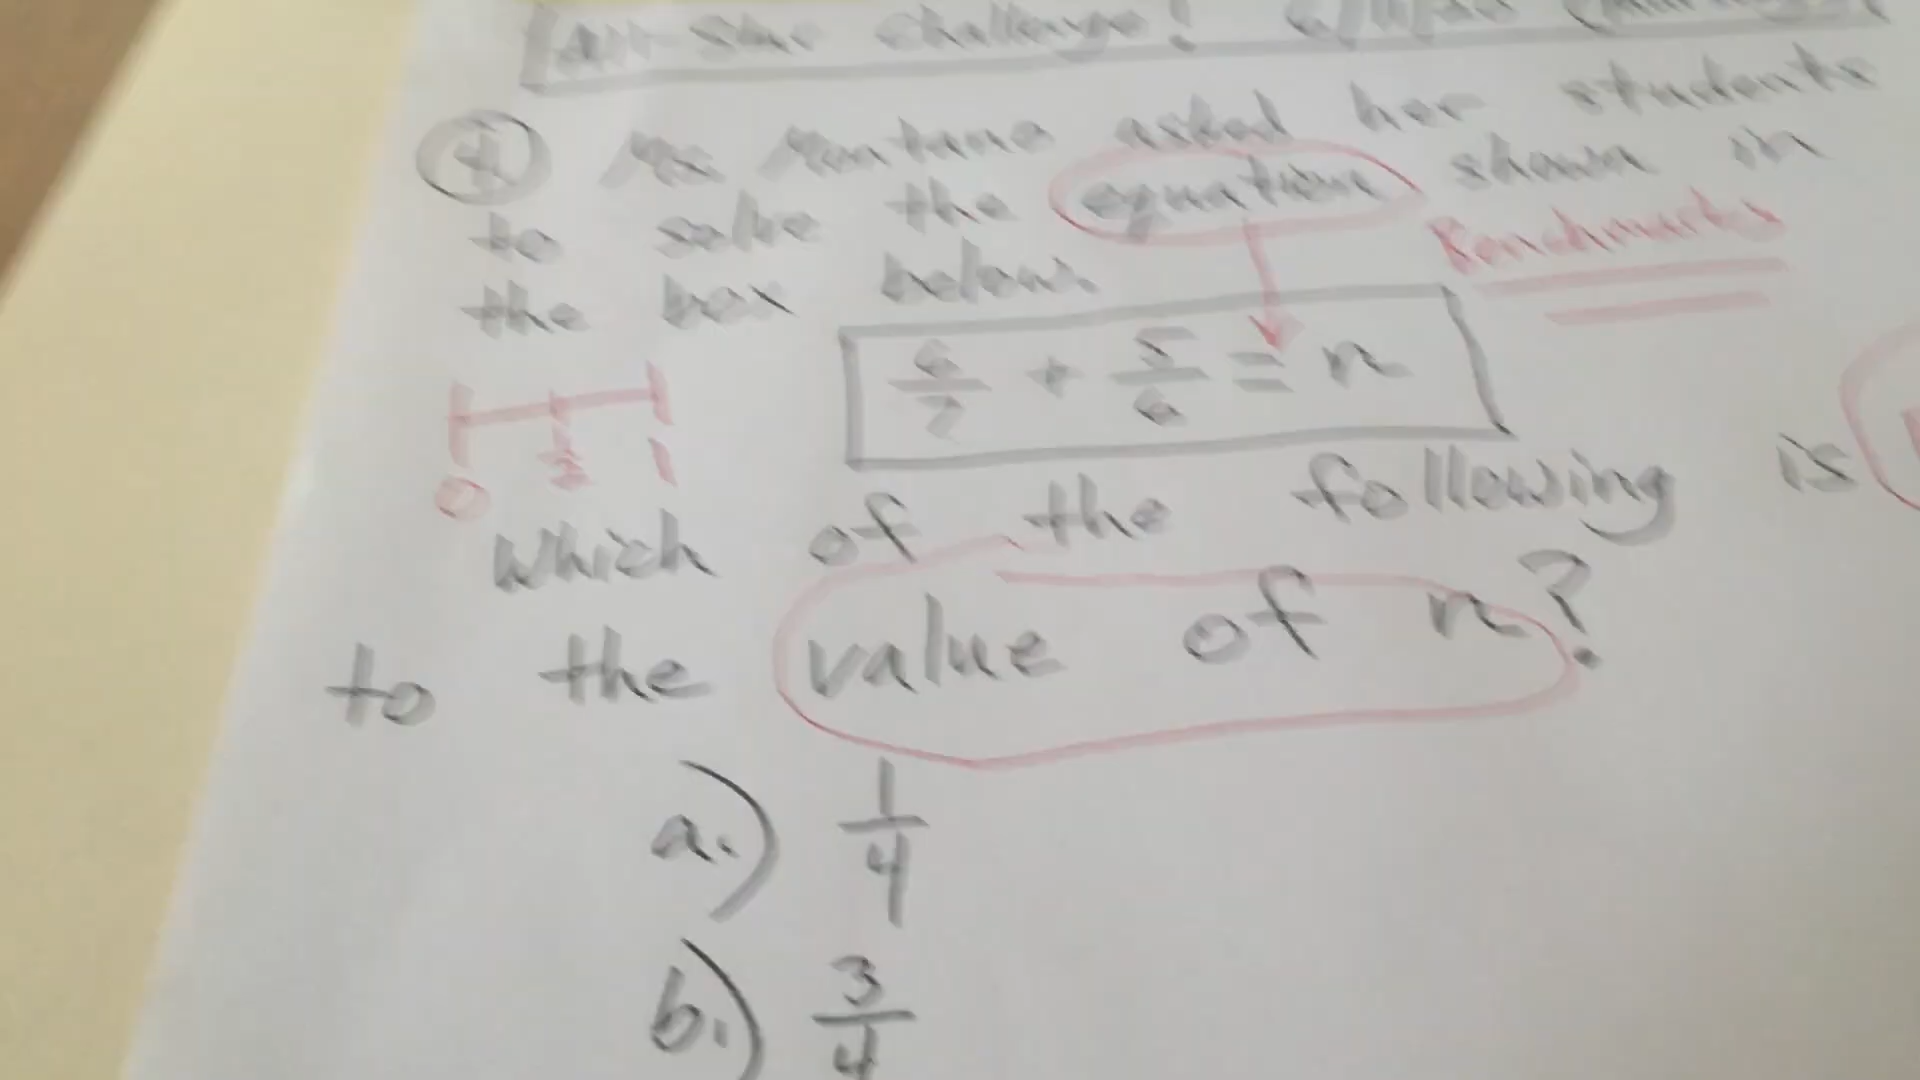 All-Star Challenge!
4 Ms Montano asked her students
to solve the equation shown in
the box below.
Benchmarks
6/7 + 5/6 = n
0 1/2 1
Which of the following is
to the value of n?
a.) 1/4
b.) 3/4